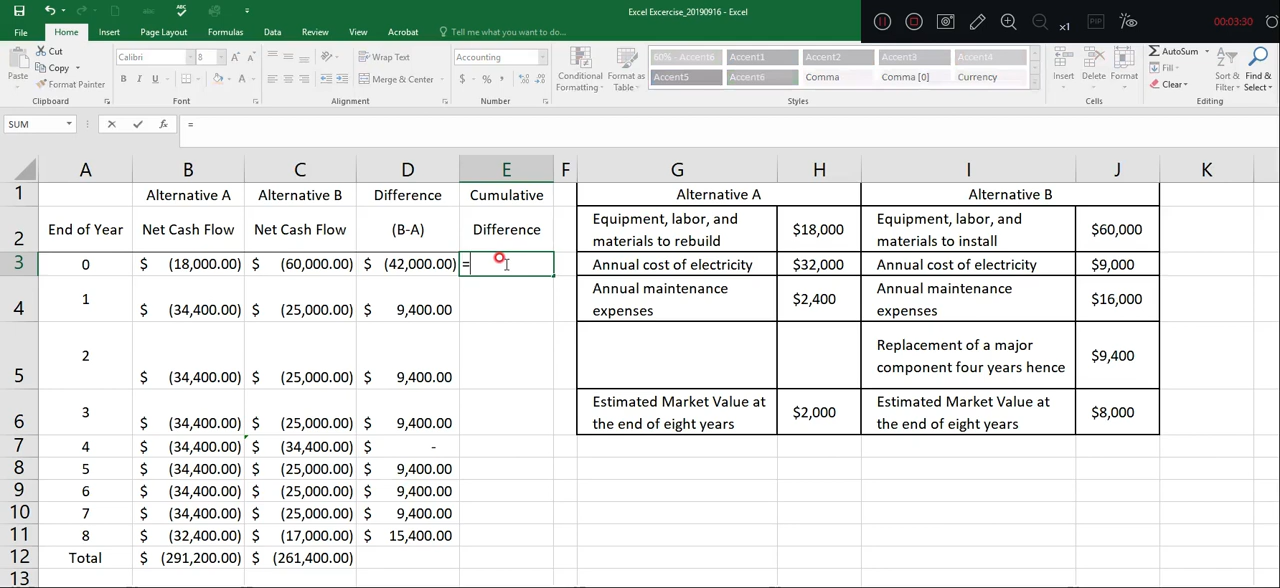 Excel Excercise_20190916 - Excel
x1
PIP
00:03:30
File Home Insert Page Layout Formulas Data Review View Acrobat Tell me what you want to do...
Paste
Cut
Copy
Format Painter
Clipboard
Calibri 8
B I U
Font
Wrap Text
Merge & Center
Alignment
Accounting
$ % ,
Number
Conditional Formatting
Format as Table
60% - Accent6 Accent1 Accent2 Accent3 Accent4
Accent5 Accent6 Comma Comma [0] Currency
Styles
Insert Delete Format
Cells
AutoSum
Fill
Clear
Sort & Filter
Find & Select
Editing
SUM fx =
A B C D E F G H I J K
1 Alternative A Alternative B Difference Cumulative Alternative A Alternative B
2 End of Year Net Cash Flow Net Cash Flow (B-A) Difference Equipment, labor, and materials to rebuild $18,000 Equipment, labor, and materials to install $60,000
3 0 $ (18,000.00) $ (60,000.00) $ (42,000.00) = Annual cost of electricity $32,000 Annual cost of electricity $9,000
4 1 $ (34,400.00) $ (25,000.00) $ 9,400.00 Annual maintenance expenses $2,400 Annual maintenance expenses $16,000
5 2 $ (34,400.00) $ (25,000.00) $ 9,400.00 Replacement of a major component four years hence $9,400
6 3 $ (34,400.00) $ (25,000.00) $ 9,400.00 Estimated Market Value at the end of eight years $2,000 Estimated Market Value at the end of eight years $8,000
7 4 $ (34,400.00) $ (34,400.00) $ -
8 5 $ (34,400.00) $ (25,000.00) $ 9,400.00
9 6 $ (34,400.00) $ (25,000.00) $ 9,400.00
10 7 $ (34,400.00) $ (25,000.00) $ 9,400.00
11 8 $ (32,400.00) $ (17,000.00) $ 15,400.00
12 Total $ (291,200.00) $ (261,400.00)
13